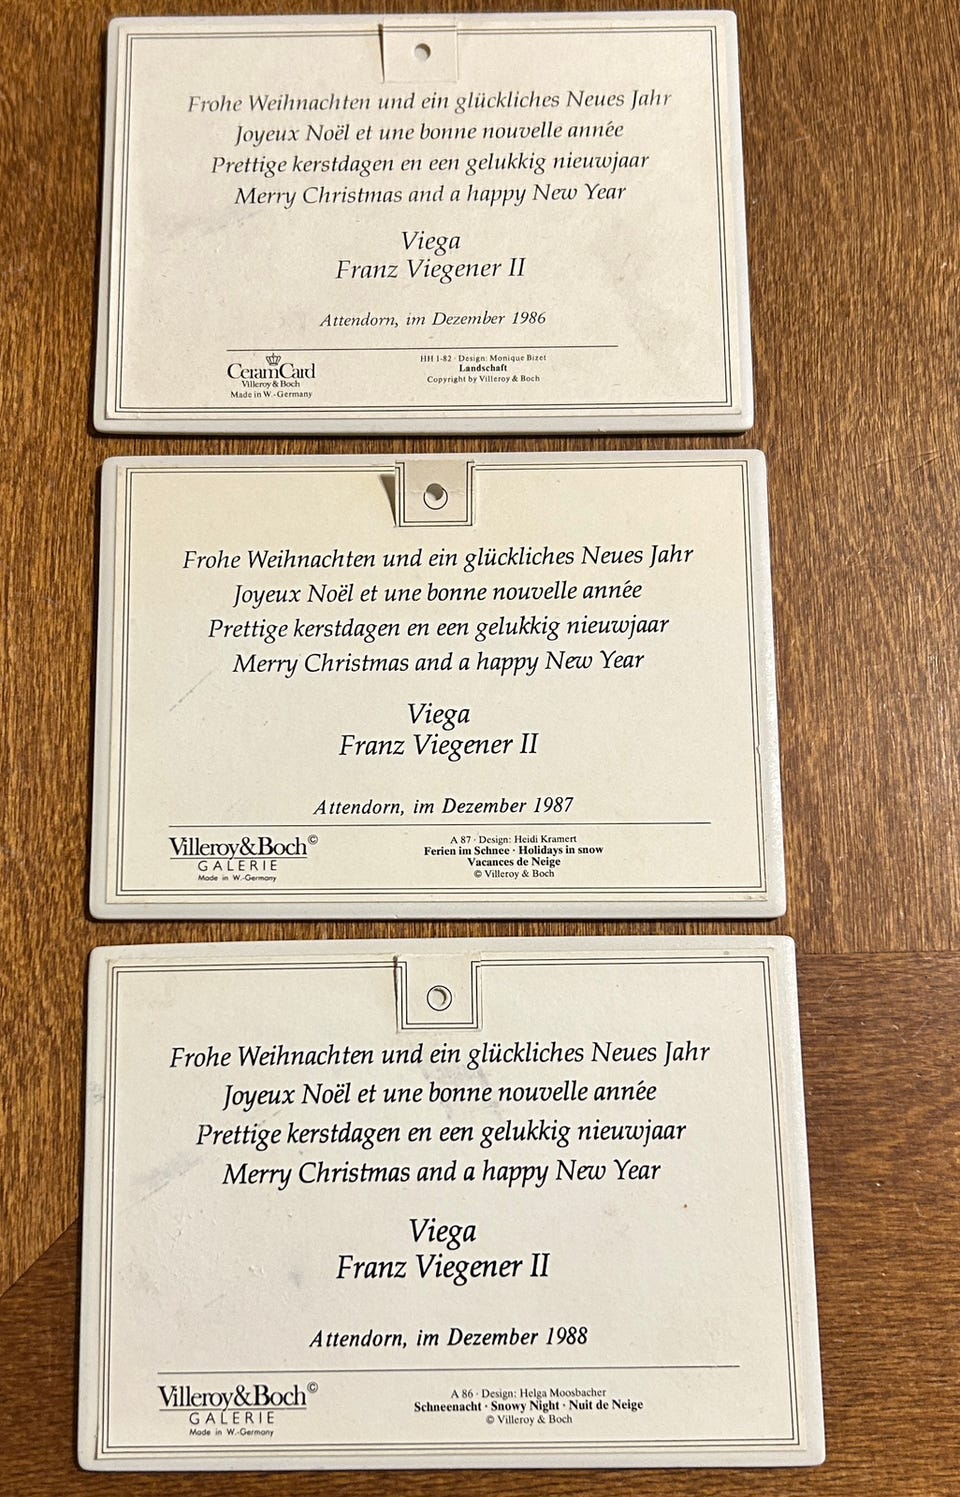 Frohe Weihnachten und ein glückliches Neues Jahr
Joyeux Noël et une bonne nouvelle année
Prettige kerstdagen en een gelukkig nieuwjaar
Merry Christmas and a happy New Year
Viega
Franz Viegener II
Attendorn, im Dezember 1986
CeramCard
Villeroy & Boch
Made in W.-Germany
HH 1-82 · Design: Monique Bizet
Landschaft
Copyright by Villeroy & Boch
Frohe Weihnachten und ein glückliches Neues Jahr
Joyeux Noël et une bonne nouvelle année
Prettige kerstdagen en een gelukkig nieuwjaar
Merry Christmas and a happy New Year
Viega
Franz Viegener II
Attendorn, im Dezember 1987
Villeroy&Boch©
GALERIE
Made in W.-Germany
A 87 · Design: Heidi Kramert
Ferien im Schnee · Holidays in snow
Vacances de Neige
© Villeroy & Boch
Frohe Weihnachten und ein glückliches Neues Jahr
Joyeux Noël et une bonne nouvelle année
Prettige kerstdagen en een gelukkig nieuwjaar
Merry Christmas and a happy New Year
Viega
Franz Viegener II
Attendorn, im Dezember 1988
Villeroy&Boch©
GALERIE
Made in W.-Germany
A 86 · Design: Helga Moosbacher
Schneenacht · Snowy Night · Nuit de Neige
© Villeroy & Boch